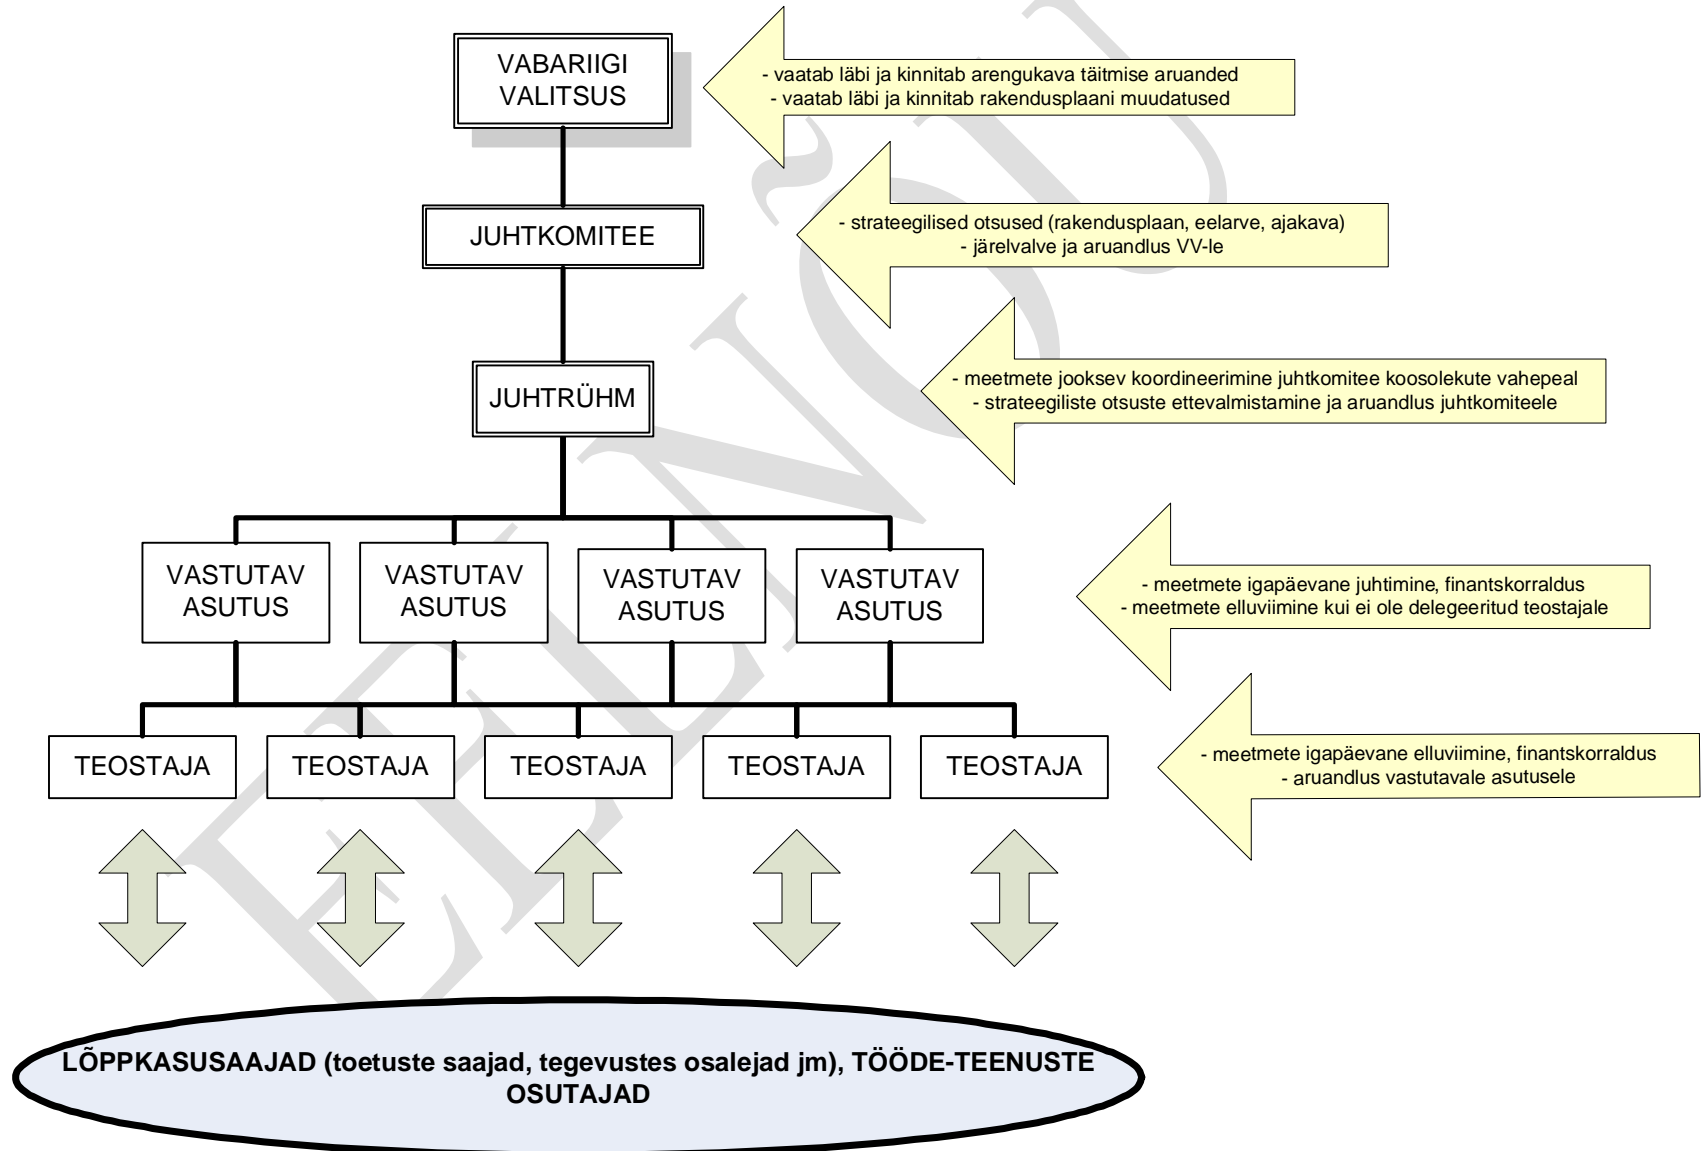 VABARIIGI
VALITSUS
- vaatab läbi ja kinnitab arengukava täitmise aruanded
- vaatab läbi ja kinnitab rakendusplaani muudatused
JUHTKOMITEE
- strateegilised otsused (rakendusplaan, eelarve, ajakava)
- järelvalve ja aruandlus VV-le
JUHTRÜHM
- meetmete jooksev koordineerimine juhtkomitee koosolekute vahepeal
- strateegiliste otsuste ettevalmistamine ja aruandlus juhtkomiteele
VASTUTAV
ASUTUS
VASTUTAV
ASUTUS
VASTUTAV
ASUTUS
VASTUTAV
ASUTUS
- meetmete igapäevane juhtimine, finantskorraldus
- meetmete elluviimine kui ei ole delegeeritud teostajale
TEOSTAJA
TEOSTAJA
TEOSTAJA
TEOSTAJA
TEOSTAJA
- meetmete igapäevane elluviimine, finantskorraldus
- aruandlus vastutavale asutusele
LÕPPKASUSAAJAD (toetuste saajad, tegevustes osalejad jm), TÖÖDE-TEENUSTE
OSUTAJAD
EELNÕU